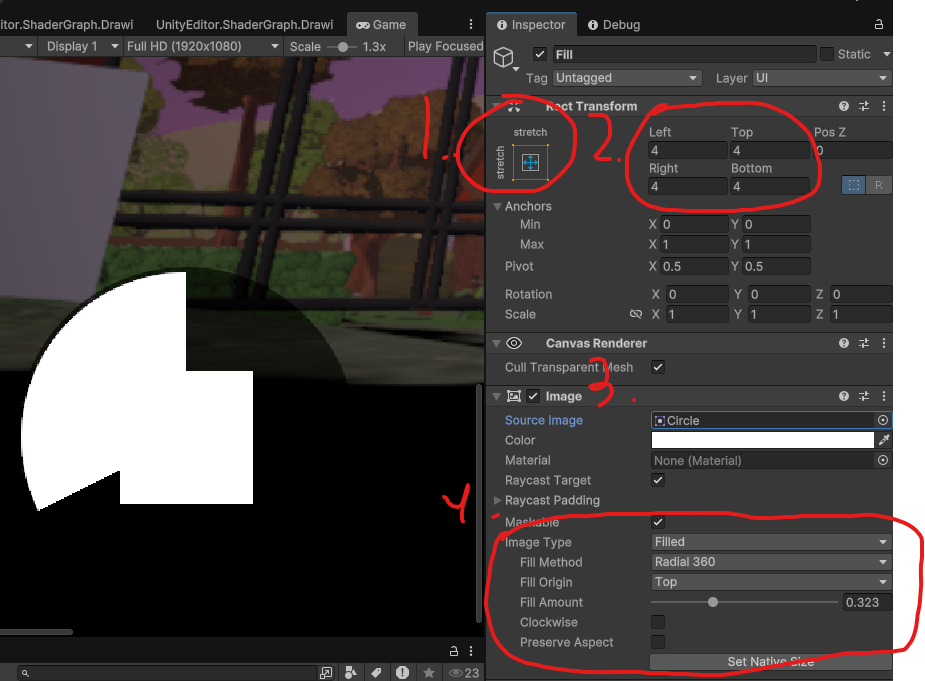 itor.ShaderGraph.Drawi UnityEditor.ShaderGraph.Drawi Game
Display 1 Full HD (1920x1080) Scale 1.3x Play Focused
Inspector Debug
Fill Static
Tag Untagged Layer UI
Rect Transform
1.
stretch
stretch
2.
Left Top Pos Z
4 4 0
Right Bottom
4 4 R
Anchors
Min X 0 Y 0
Max X 1 Y 1
Pivot X 0.5 Y 0.5
Rotation X 0 Y 0 Z 0
Scale X 1 Y 1 Z 1
Canvas Renderer
Cull Transparent Mesh
3.
Image
Source Image Circle
Color
Material None (Material)
Raycast Target
Raycast Padding
4.
Maskable
Image Type Filled
Fill Method Radial 360
Fill Origin Top
Fill Amount 0.323
Clockwise
Preserve Aspect
Set Native Size
23